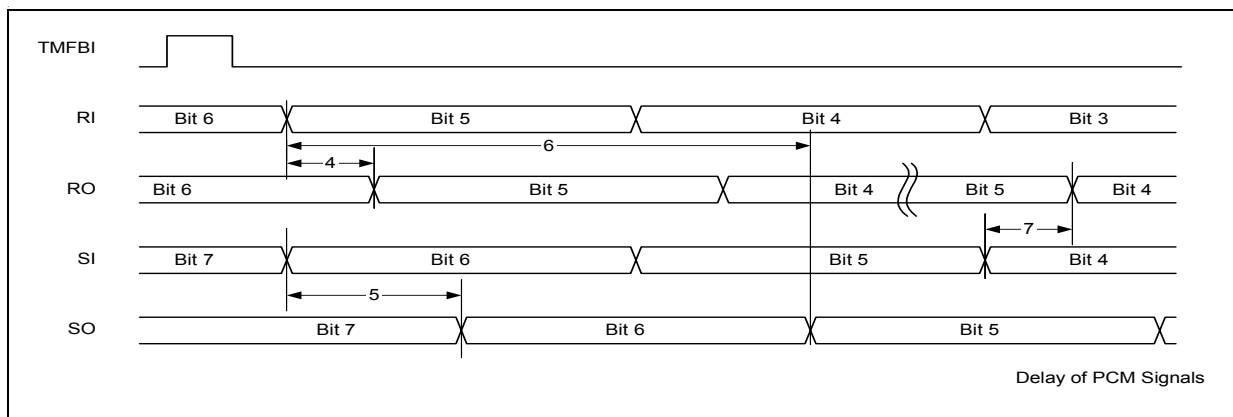 TMFBI
RI Bit 6 Bit 5 Bit 4 Bit 3
6
4
RO Bit 6 Bit 5 Bit 4 Bit 5 Bit 4
7
SI Bit 7 Bit 6 Bit 5 Bit 4
5
SO Bit 7 Bit 6 Bit 5
Delay of PCM Signals